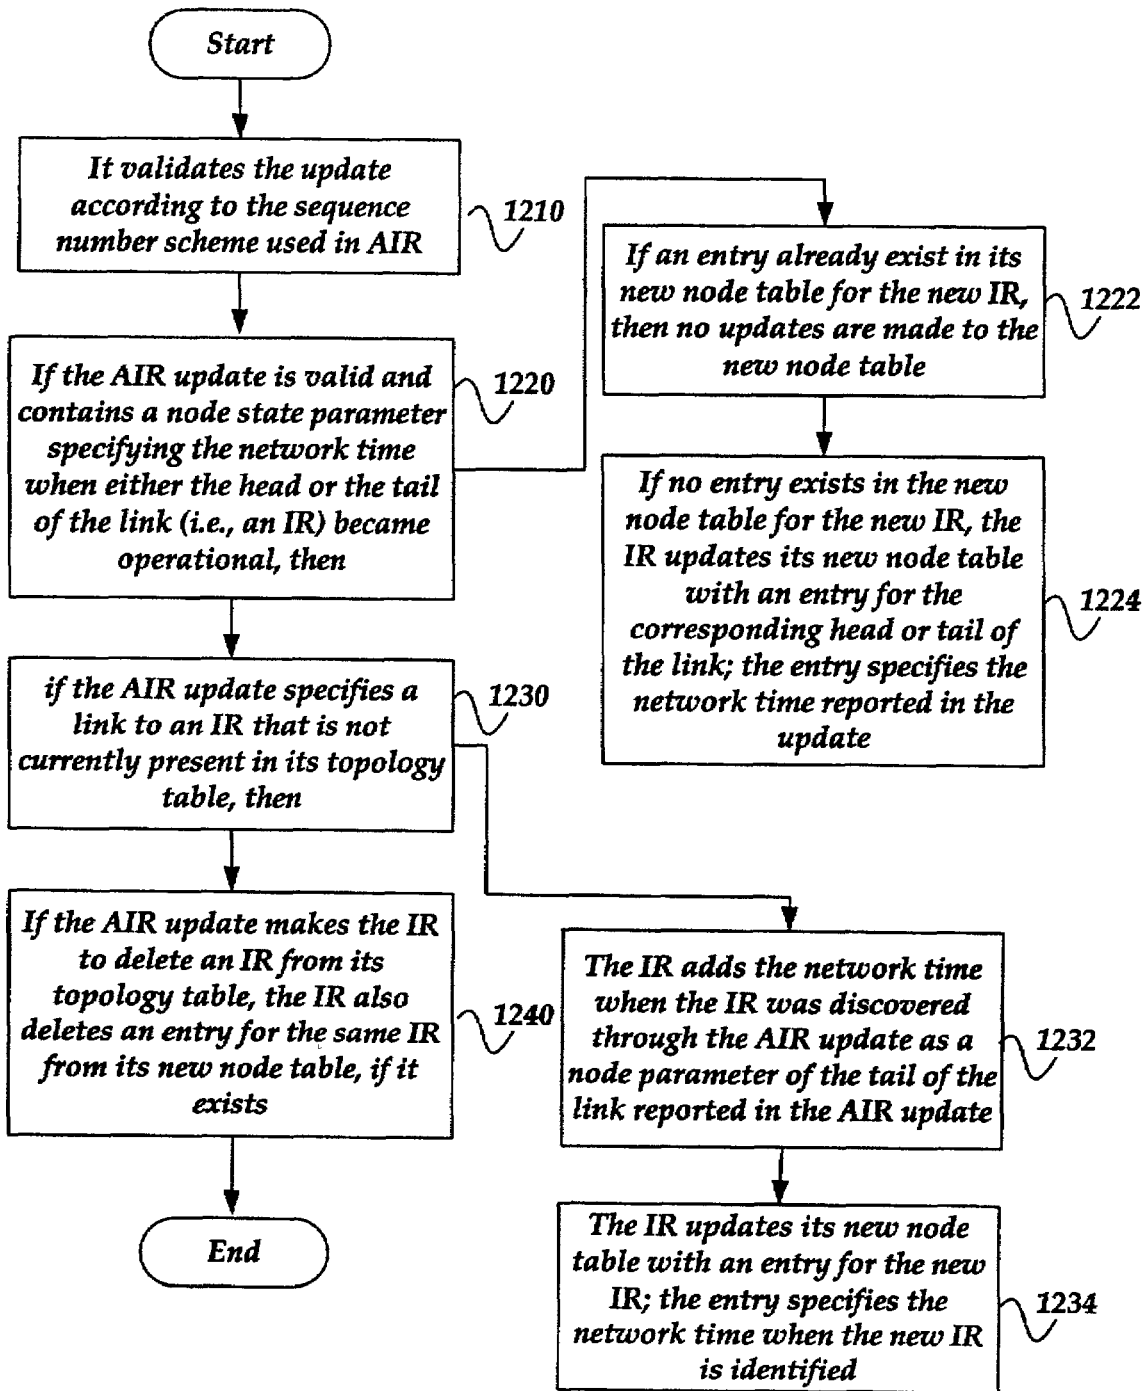 Start
It validates the update
according to the sequence
number scheme used in AIR
1210
If the AIR update is valid and
contains a node state parameter
specifying the network time
when either the head or the tail
of the link (i.e., an IR) became
operational, then
1220
If an entry already exist in its
new node table for the new IR,
then no updates are made to the
new node table
1222
If no entry exists in the new
node table for the new IR, the
IR updates its new node table
with an entry for the
corresponding head or tail of
the link; the entry specifies the
network time reported in the
update
1224
if the AIR update specifies a
link to an IR that is not
currently present in its topology
table, then
1230
The IR adds the network time
when the IR was discovered
through the AIR update as a
node parameter of the tail of the
link reported in the AIR update
1232
The IR updates its new node
table with an entry for the new
IR; the entry specifies the
network time when the new IR
is identified
1234
If the AIR update makes the IR
to delete an IR from its
topology table, the IR also
deletes an entry for the same IR
from its new node table, if it
exists
1240
End